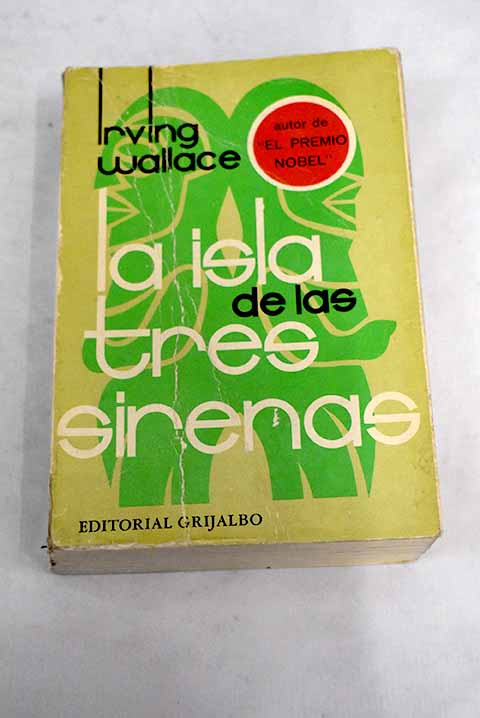 Irving
wallace
autor de
"EL PREMIO
NOBEL"
la isla
de las
tres
sirenas
EDITORIAL GRIJALBO